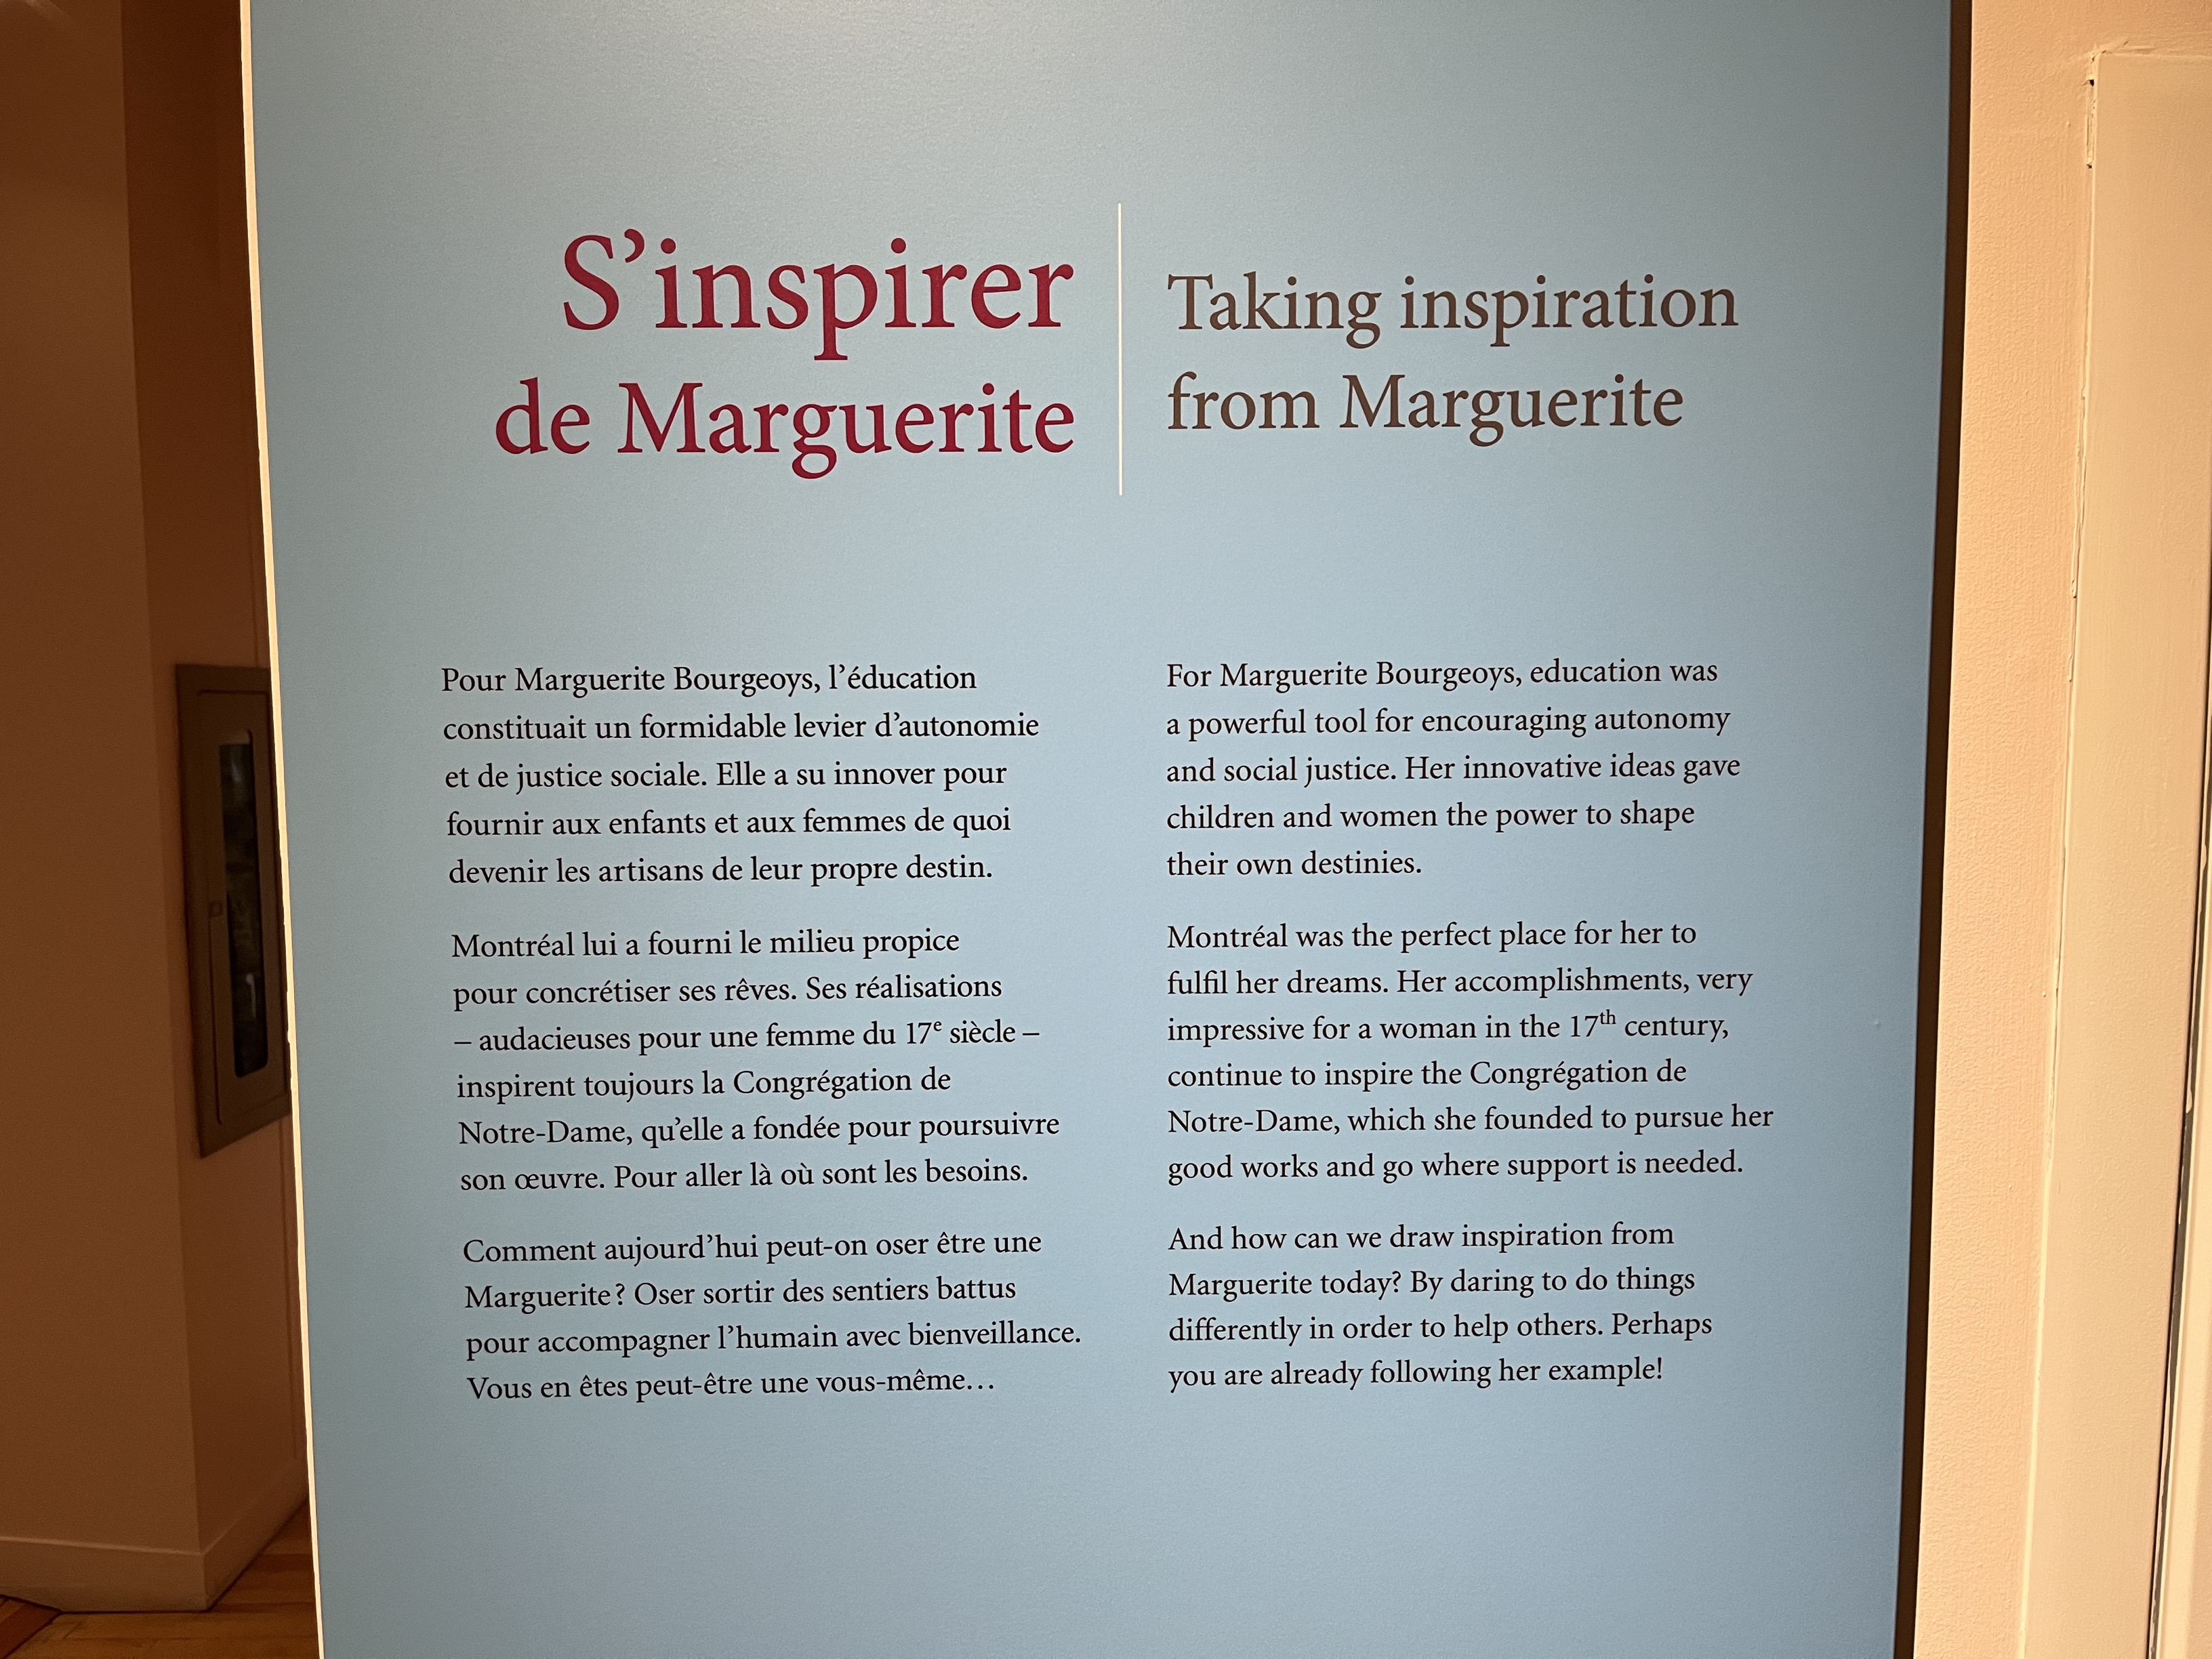 S’inspirer
de Marguerite
Taking inspiration
from Marguerite
Pour Marguerite Bourgeoys, l’éducation
constituait un formidable levier d’autonomie
et de justice sociale. Elle a su innover pour
fournir aux enfants et aux femmes de quoi
devenir les artisans de leur propre destin.
Montréal lui a fourni le milieu propice
pour concrétiser ses rêves. Ses réalisations
– audacieuses pour une femme du 17e siècle –
inspirent toujours la Congrégation de
Notre-Dame, qu’elle a fondée pour poursuivre
son œuvre. Pour aller là où sont les besoins.
Comment aujourd’hui peut-on oser être une
Marguerite ? Oser sortir des sentiers battus
pour accompagner l’humain avec bienveillance.
Vous en êtes peut-être une vous-même…
For Marguerite Bourgeoys, education was
a powerful tool for encouraging autonomy
and social justice. Her innovative ideas gave
children and women the power to shape
their own destinies.
Montréal was the perfect place for her to
fulfil her dreams. Her accomplishments, very
impressive for a woman in the 17th century,
continue to inspire the Congrégation de
Notre-Dame, which she founded to pursue her
good works and go where support is needed.
And how can we draw inspiration from
Marguerite today? By daring to do things
differently in order to help others. Perhaps
you are already following her example!